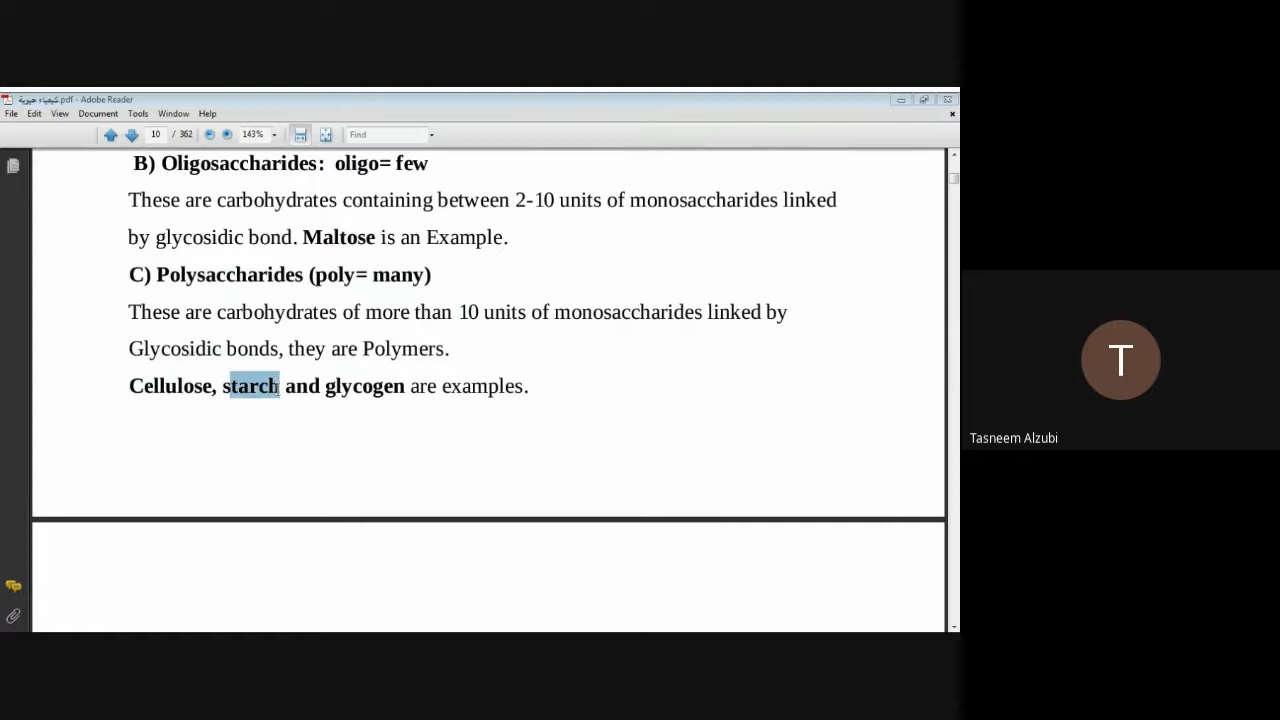 كيمياء حيوية.pdf - Adobe Reader
File Edit View Document Tools Window Help
10 / 362 143% Find
B) Oligosaccharides: oligo= few
These are carbohydrates containing between 2-10 units of monosaccharides linked
by glycosidic bond. Maltose is an Example.
C) Polysaccharides (poly= many)
These are carbohydrates of more than 10 units of monosaccharides linked by
Glycosidic bonds, they are Polymers.
Cellulose, starch and glycogen are examples.
T
Tasneem Alzubi